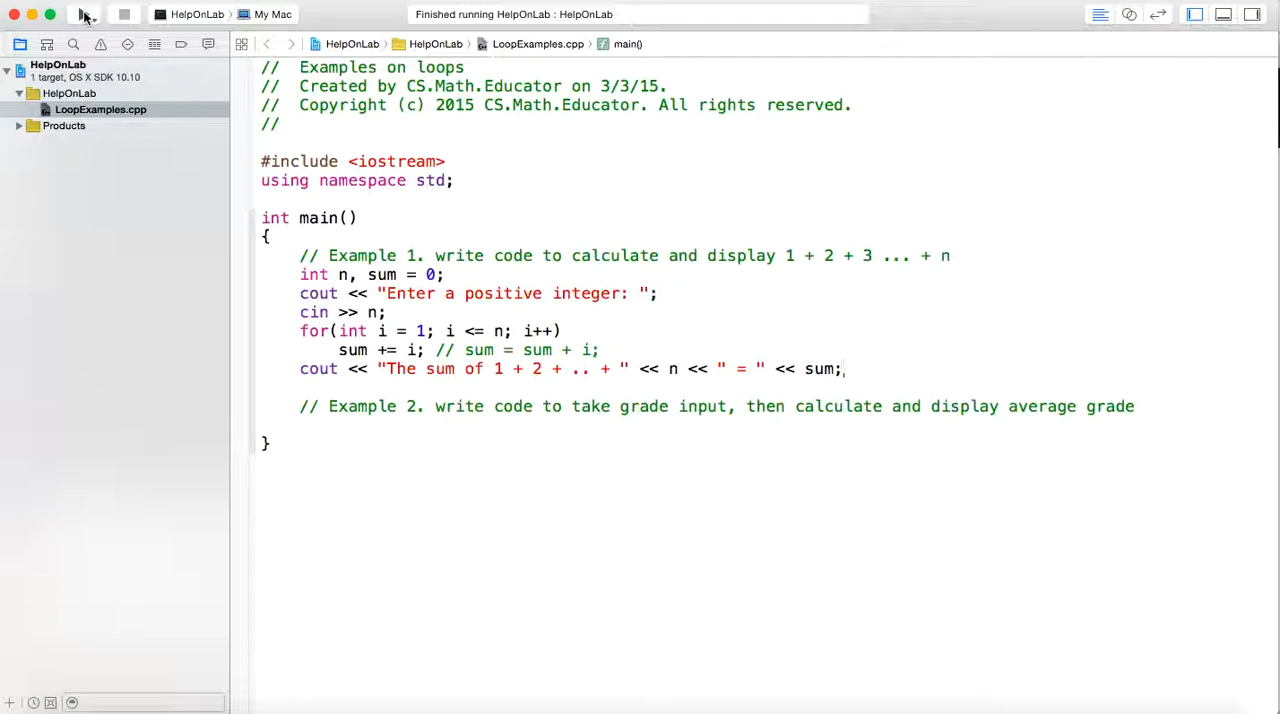 HelpOnLab My Mac Finished running HelpOnLab : HelpOnLab
HelpOnLab HelpOnLab LoopExamples.cpp main()
HelpOnLab
1 target, OS X SDK 10.10
HelpOnLab
LoopExamples.cpp
Products
// Examples on loops
// Created by CS.Math.Educator on 3/3/15.
// Copyright (c) 2015 CS.Math.Educator. All rights reserved.
//
#include <iostream>
using namespace std;
int main()
{
// Example 1. write code to calculate and display 1 + 2 + 3 ... + n
int n, sum = 0;
cout << "Enter a positive integer: ";
cin >> n;
for(int i = 1; i <= n; i++)
sum += i; // sum = sum + i;
cout << "The sum of 1 + 2 + .. + " << n << " = " << sum;
// Example 2. write code to take grade input, then calculate and display average grade
}